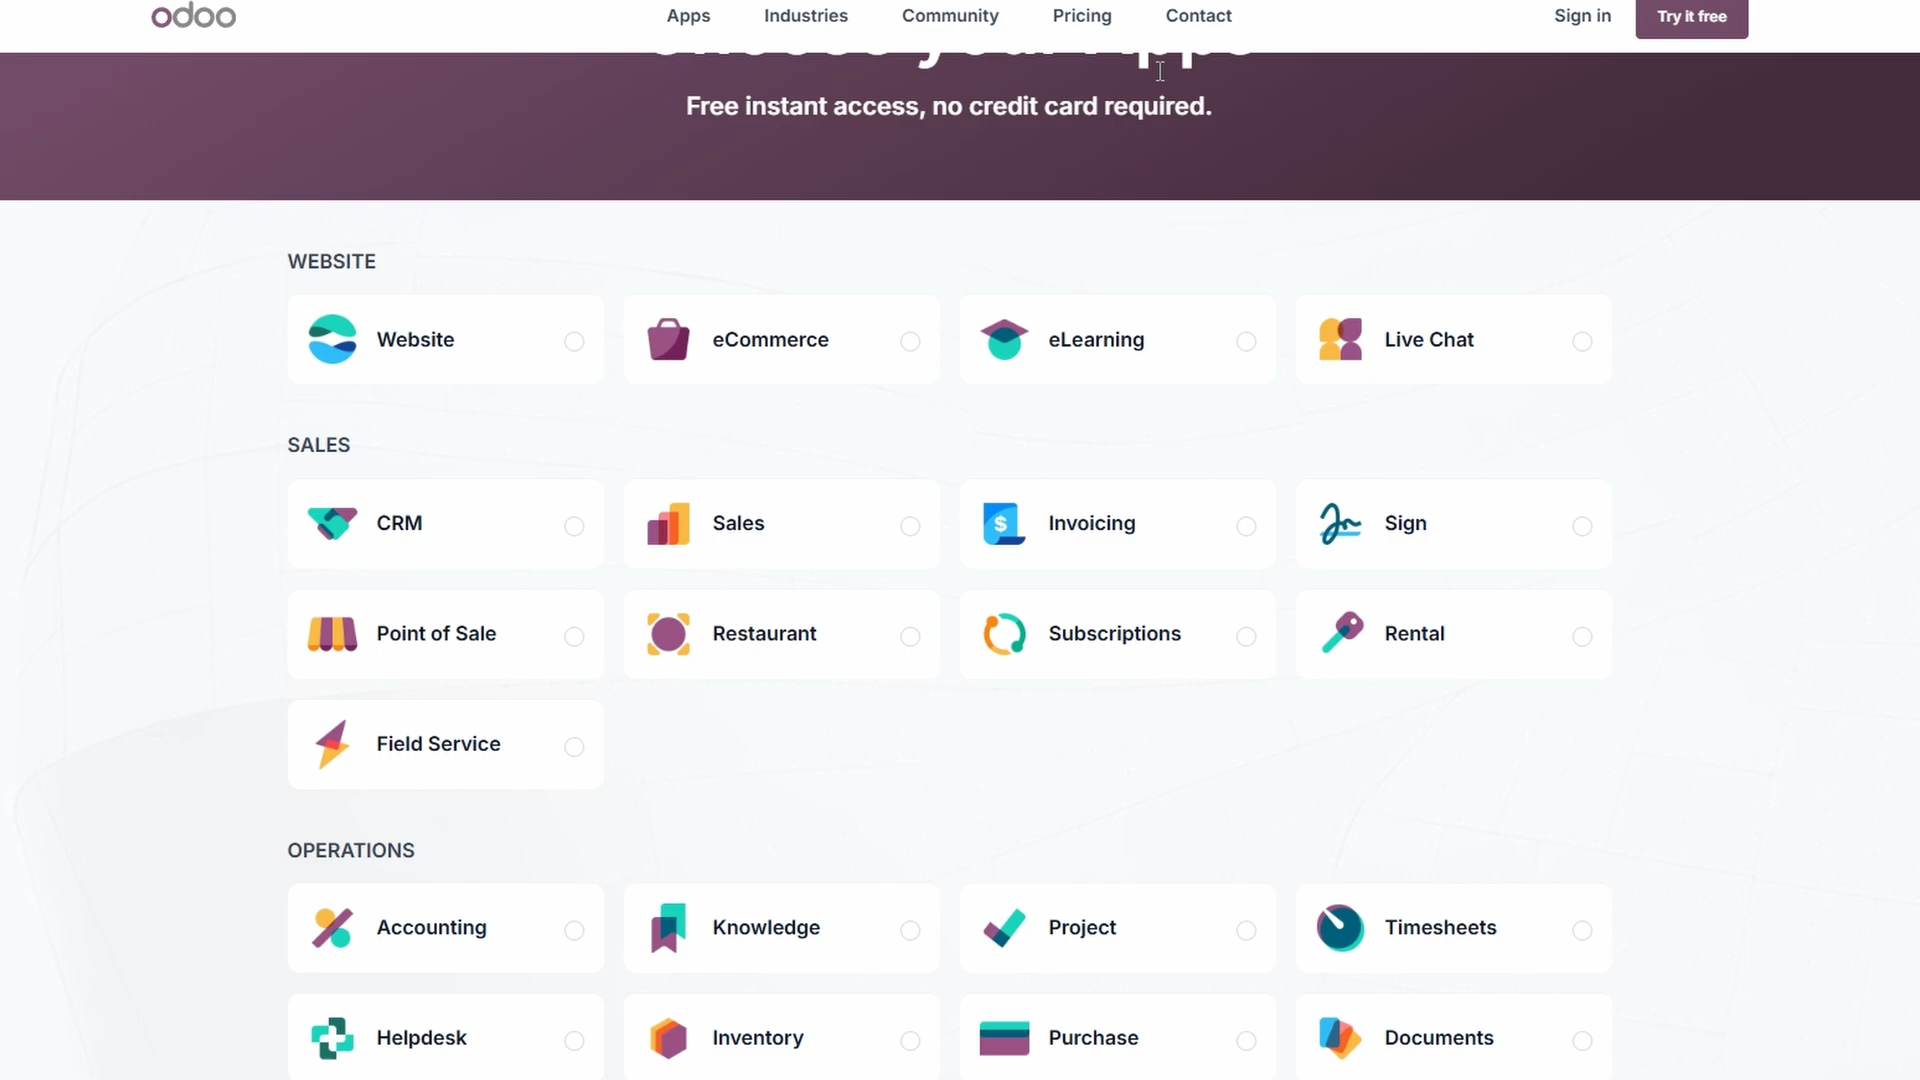 odoo
Apps Industries Community Pricing Contact Sign in Try it free
Free instant access, no credit card required.
WEBSITE
Website eCommerce eLearning Live Chat
SALES
CRM Sales Invoicing Sign
Point of Sale Restaurant Subscriptions Rental
Field Service
OPERATIONS
Accounting Knowledge Project Timesheets
Helpdesk Inventory Purchase Documents